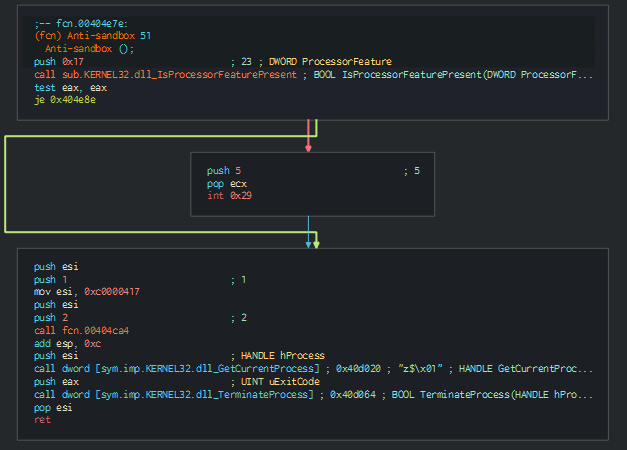 ;-- fcn.00404e7e:
(fcn) Anti-sandbox 51
Anti-sandbox ();
push 0x17 ; 23 ; DWORD ProcessorFeature
call sub.KERNEL32.dll_IsProcessorFeaturePresent ; BOOL IsProcessorFeaturePresent(DWORD ProcessorF...
test eax, eax
je 0x404e8e
push 5 ; 5
pop ecx
int 0x29
push esi
push 1 ; 1
mov esi, 0xc0000417
push esi
push 2 ; 2
call fcn.00404ca4
add esp, 0xc
push esi ; HANDLE hProcess
call dword [sym.imp.KERNEL32.dll_GetCurrentProcess] ; 0x40d020 ; "z$\x01" ; HANDLE GetCurrentProc...
push eax ; UINT uExitCode
call dword [sym.imp.KERNEL32.dll_TerminateProcess] ; 0x40d064 ; BOOL TerminateProcess(HANDLE hPro...
pop esi
ret